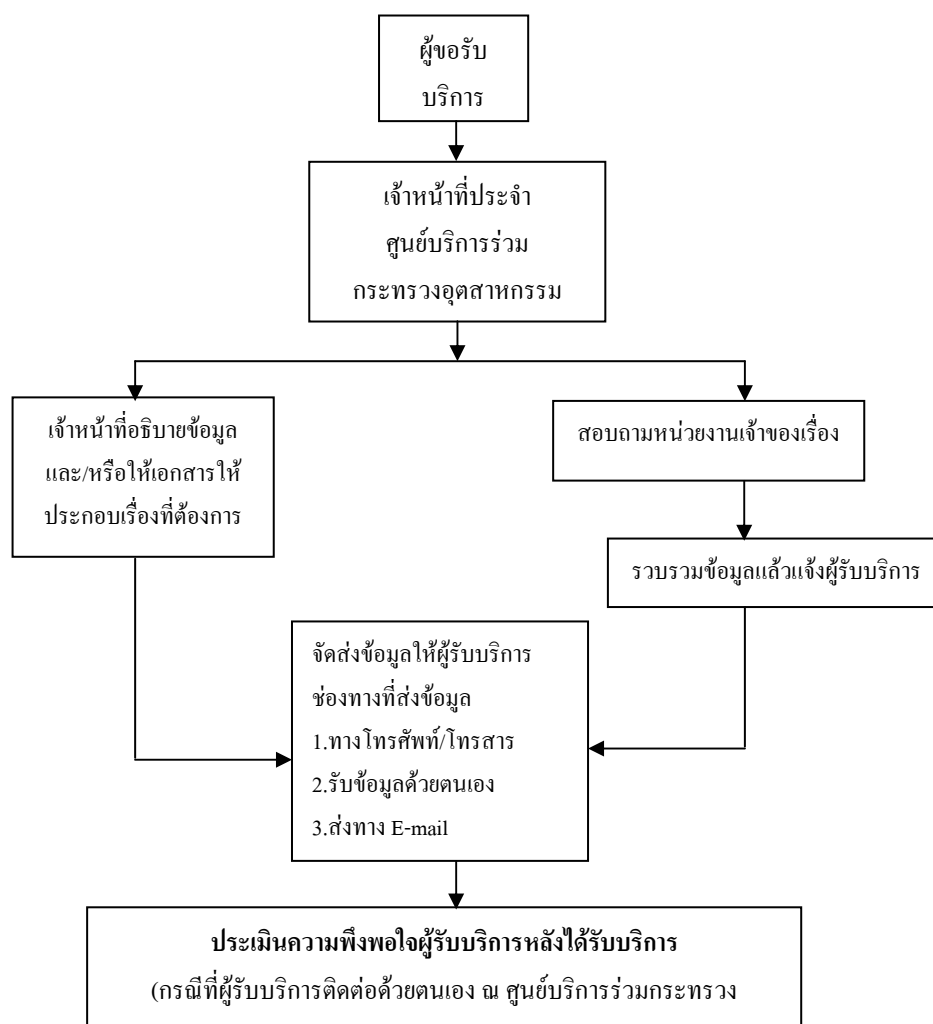 ผู้ขอรับ
บริการ
เจ้าหน้าที่ประจำ
ศูนย์บริการร่วม
กระทรวงอุตสาหกรรม
เจ้าหน้าที่อธิบายข้อมูล
และ/หรือให้เอกสารให้
ประกอบเรื่องที่ต้องการ
สอบถามหน่วยงานเจ้าของเรื่อง
รวบรวมข้อมูลแล้วแจ้งผู้รับบริการ
จัดส่งข้อมูลให้ผู้รับบริการ
ช่องทางที่ส่งข้อมูล
1.ทางโทรศัพท์/โทรสาร
2.รับข้อมูลด้วยตนเอง
3.ส่งทาง E-mail
ประเมินความพึงพอใจผู้รับบริการหลังได้รับบริการ
(กรณีที่ผู้รับบริการติดต่อด้วยตนเอง ณ ศูนย์บริการร่วมกระทรวง